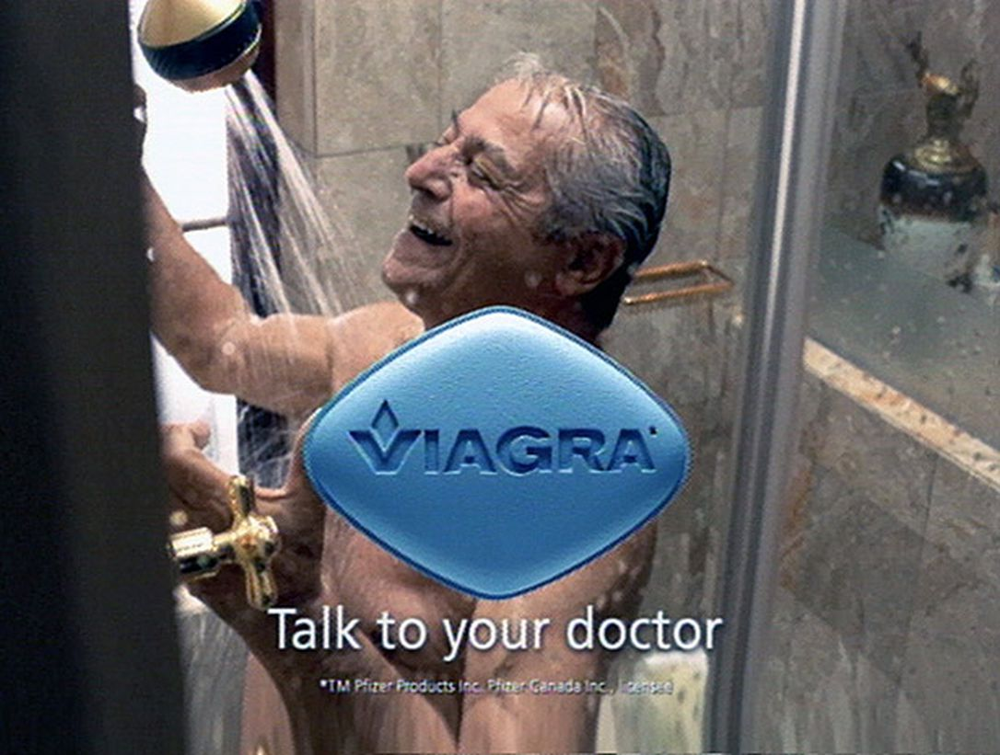 VIAGRA*
Talk to your doctor
*TM Pfizer Products Inc. Pfizer Canada Inc., licensee